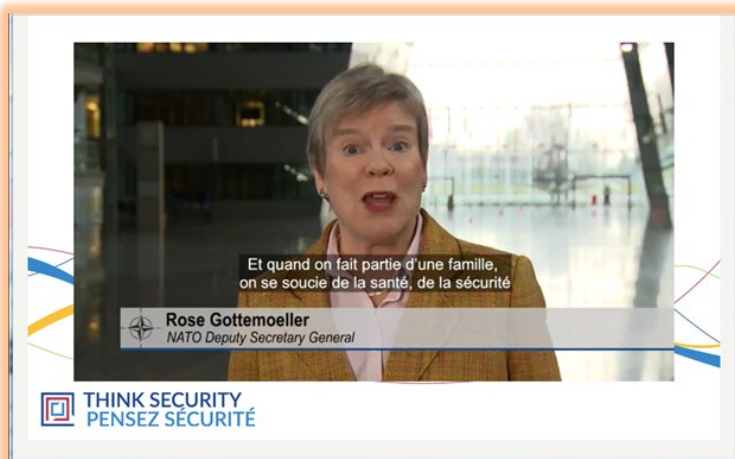 Et quand on fait partie d'une famille,
on se soucie de la santé, de la sécurité
Rose Gottemoeller
NATO Deputy Secretary General
THINK SECURITY
PENSEZ SÉCURITÉ